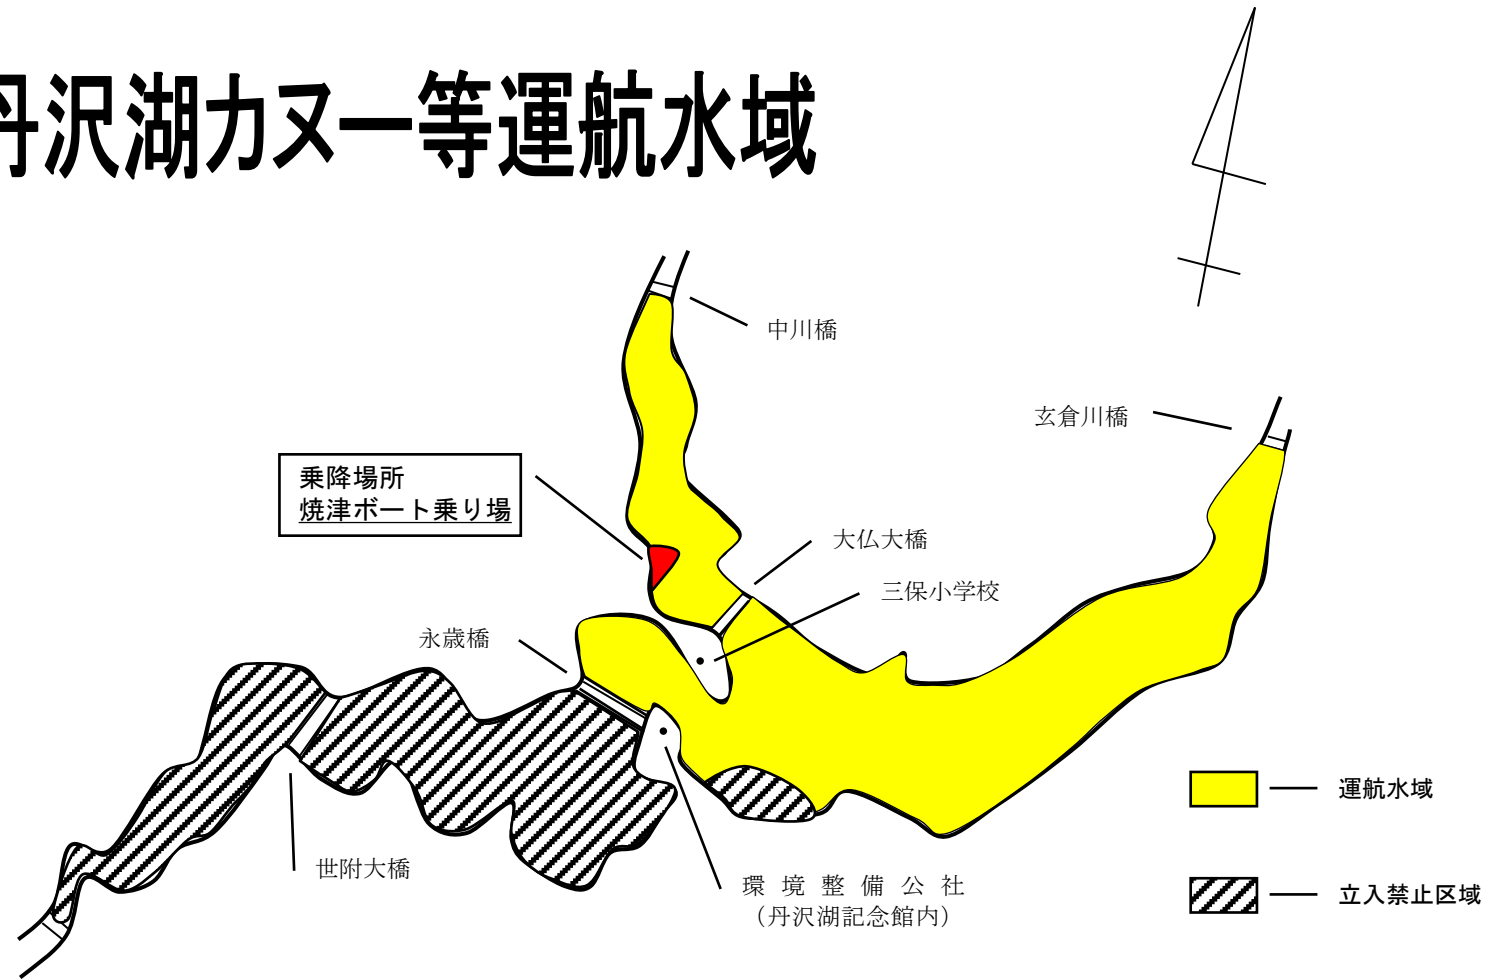 丹沢湖カヌー等運航水域
中川橋
玄倉川橋
乗降場所
焼津ボート乗り場
大仏大橋
三保小学校
永歳橋
運航水域
世附大橋
環境整備公社
（丹沢湖記念館内）
立入禁止区域